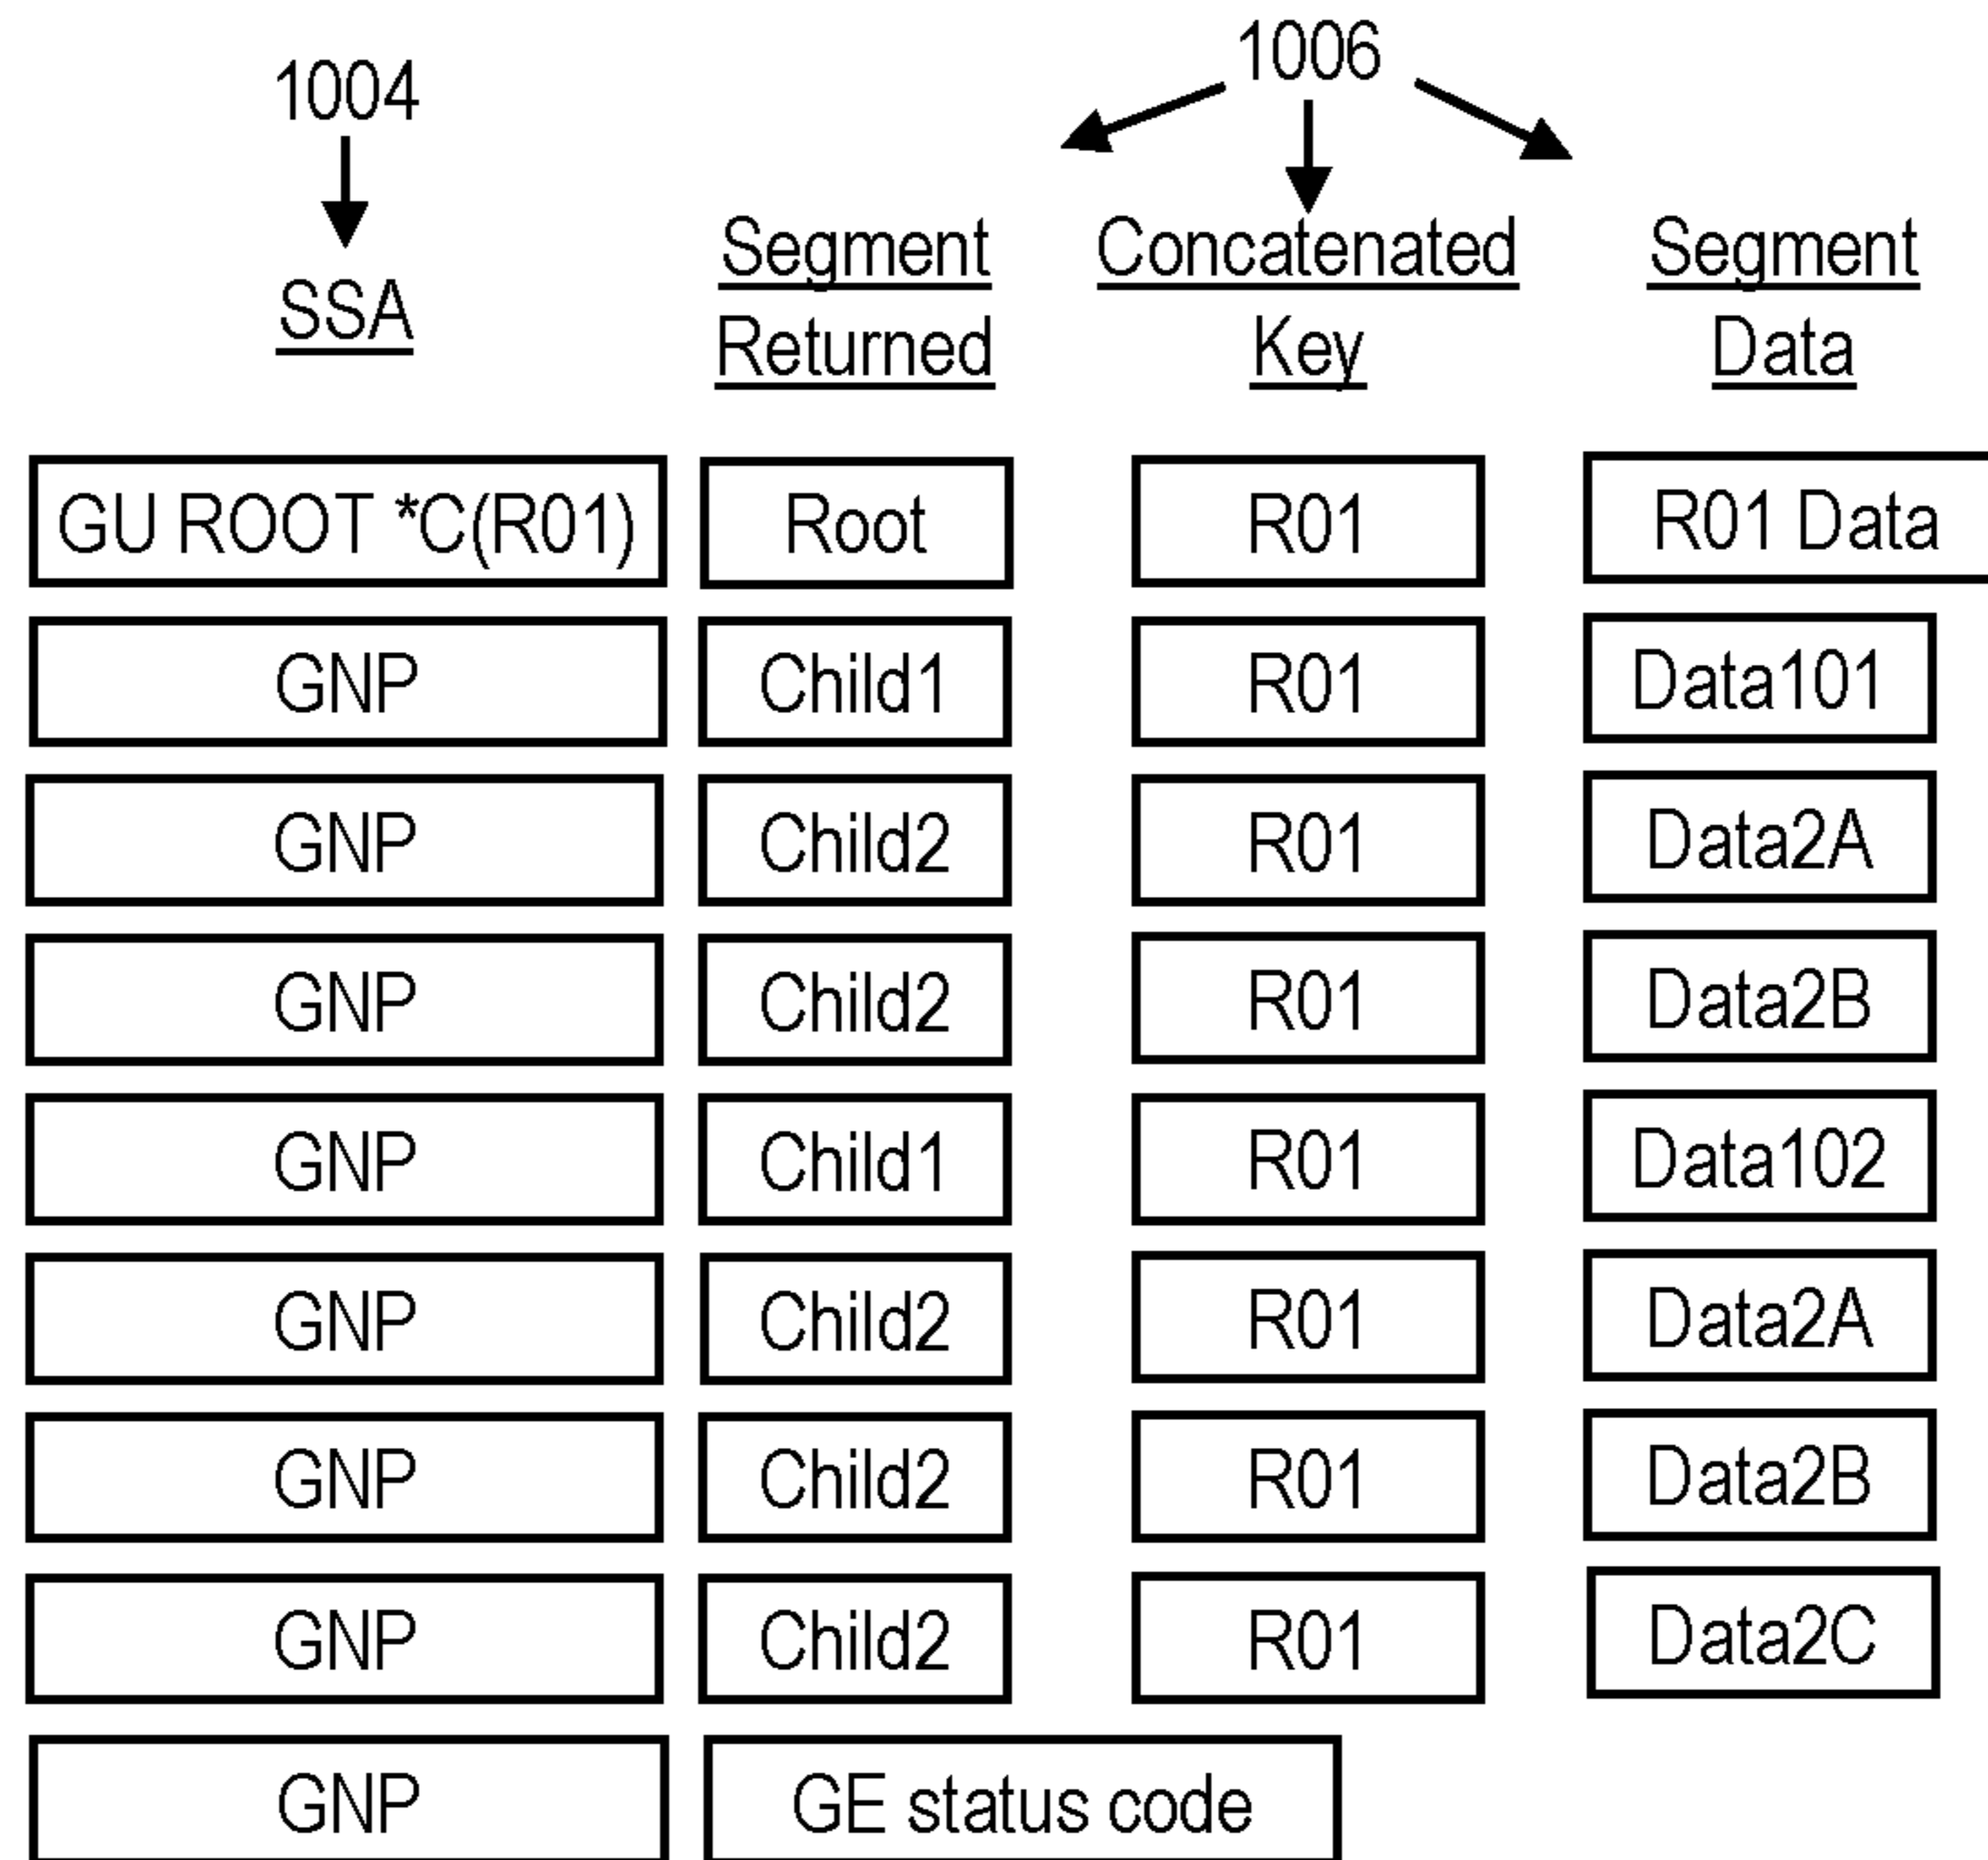 1004
1006
SSA
Segment
Returned
Concatenated
Key
Segment
Data
GU ROOT *C(R01) Root R01 R01 Data
GNP Child1 R01 Data101
GNP Child2 R01 Data2A
GNP Child2 R01 Data2B
GNP Child1 R01 Data102
GNP Child2 R01 Data2A
GNP Child2 R01 Data2B
GNP Child2 R01 Data2C
GNP GE status code